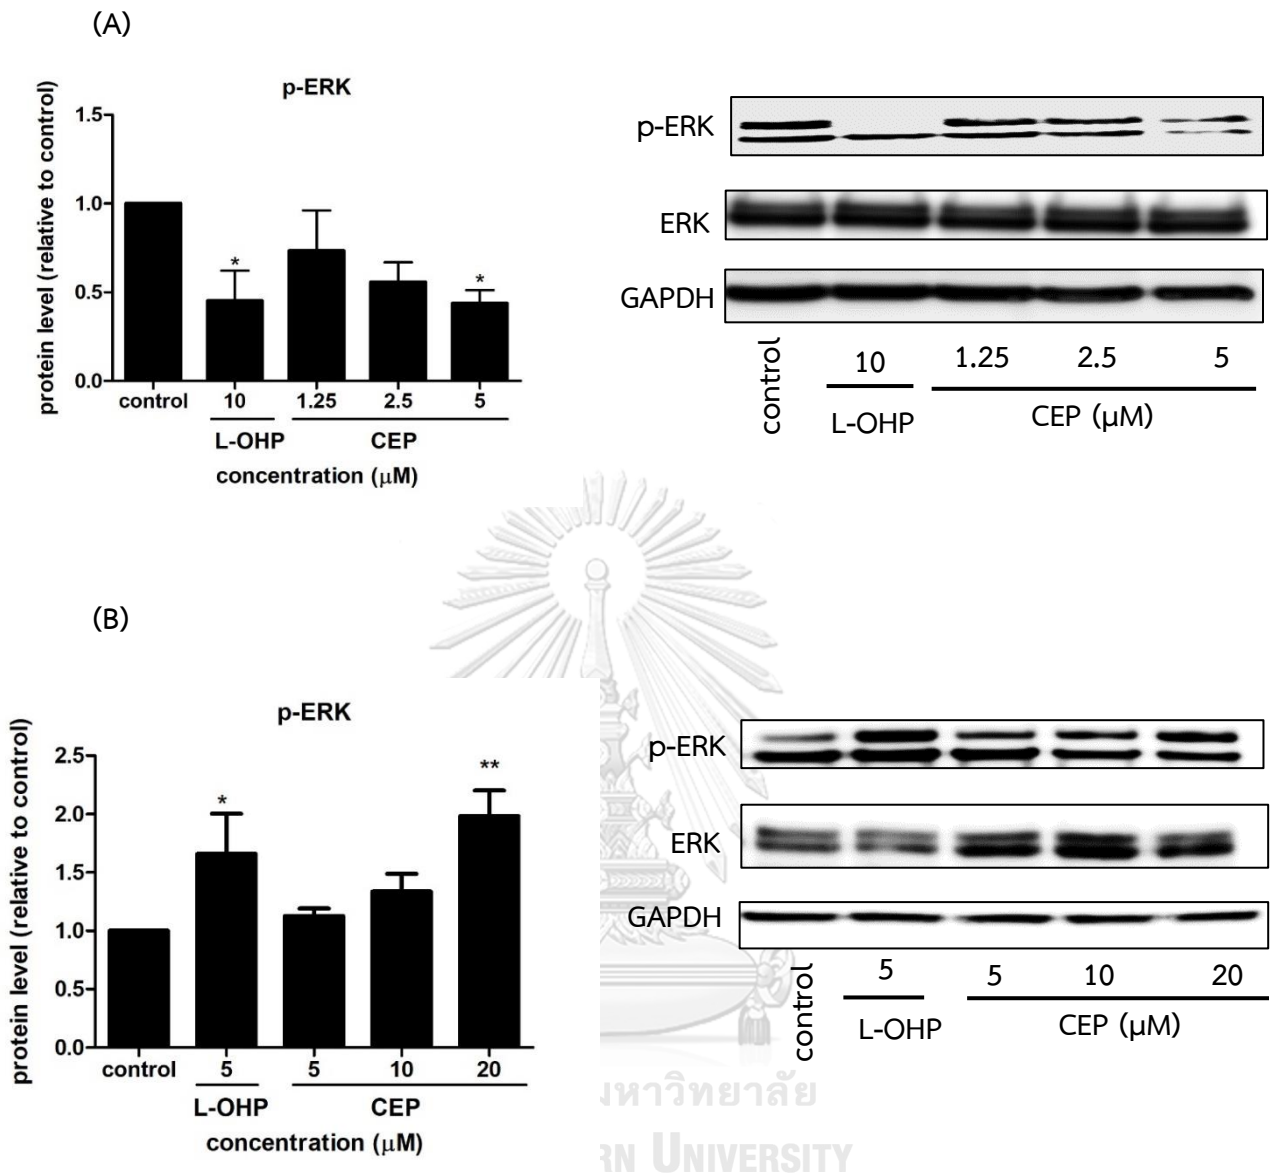 (A)
p-ERK
protein level (relative to control)
1.5
1.0
0.5
0.0
*
*
control 10 1.25 2.5 5
L-OHP CEP
concentration (μM)
p-ERK
ERK
GAPDH
control
10 1.25 2.5 5
L-OHP CEP (μM)
(B)
p-ERK
protein level (relative to control)
2.5
2.0
1.5
1.0
0.5
0.0
*
**
control 5 5 10 20
L-OHP CEP
concentration (μM)
p-ERK
ERK
GAPDH
control
5 5 10 20
L-OHP CEP (μM)
มหาวิทยาลัย
RN UNIVERSITY